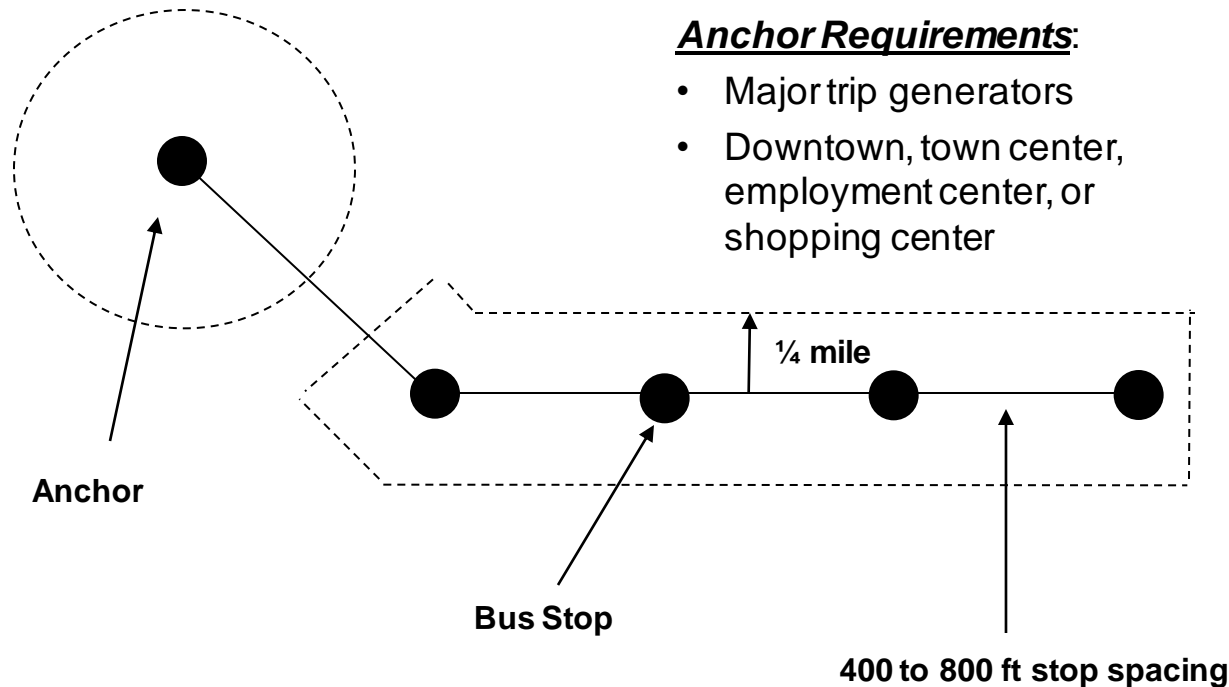 Anchor Requirements:
• Major trip generators
• Downtown, town center,
employment center, or
shopping center
¼ mile
Anchor
Bus Stop
400 to 800 ft stop spacing